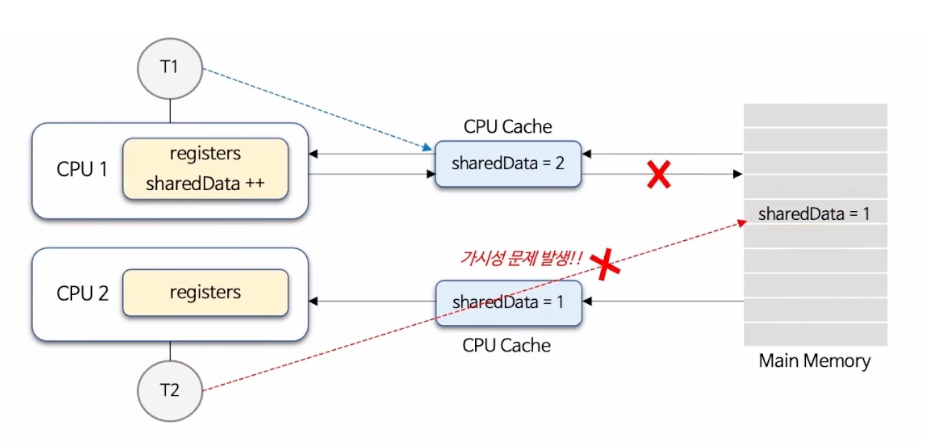 T1
CPU Cache
CPU 1
registers
sharedData ++
sharedData = 2
sharedData = 1
가시성 문제 발생!!
CPU 2
registers
sharedData = 1
CPU Cache
Main Memory
T2